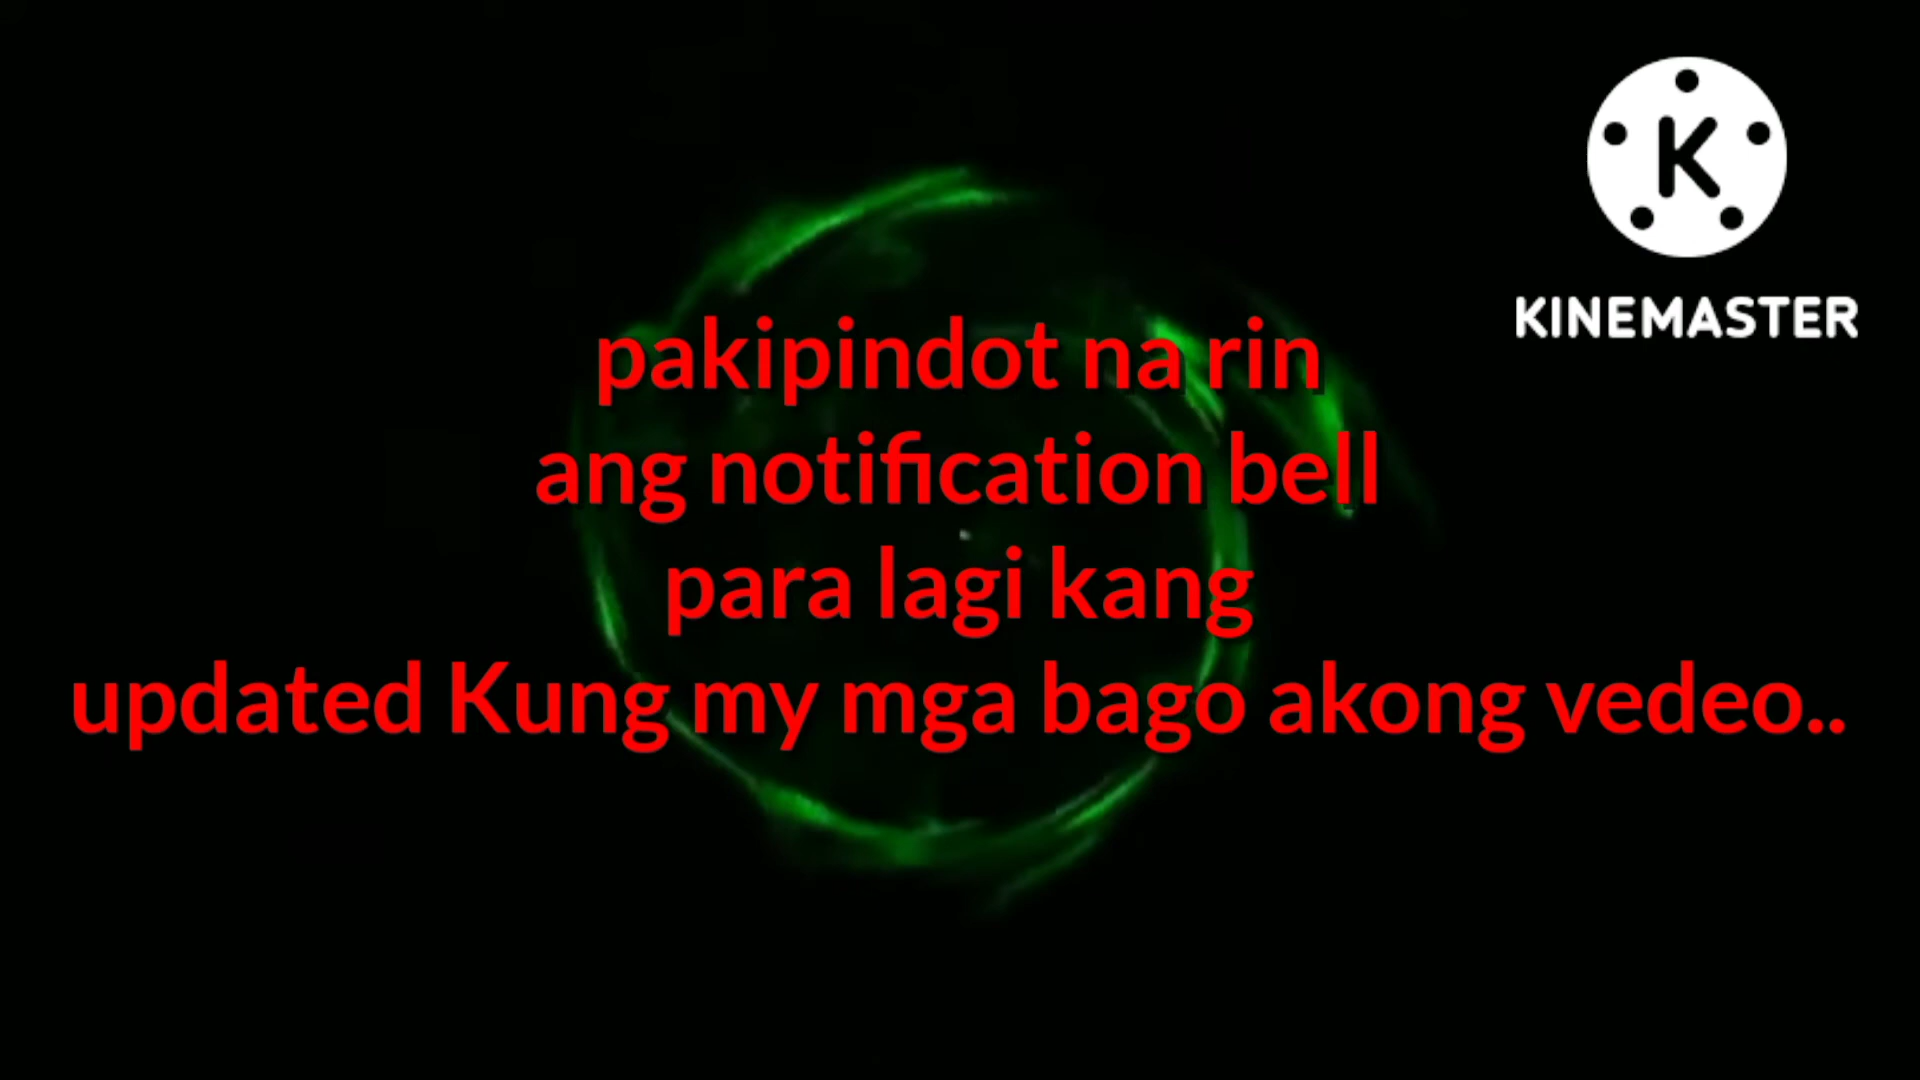 K
KINEMASTER
pakipindot na rin
ang notification bell
para lagi kang
updated Kung my mga bago akong vedeo..